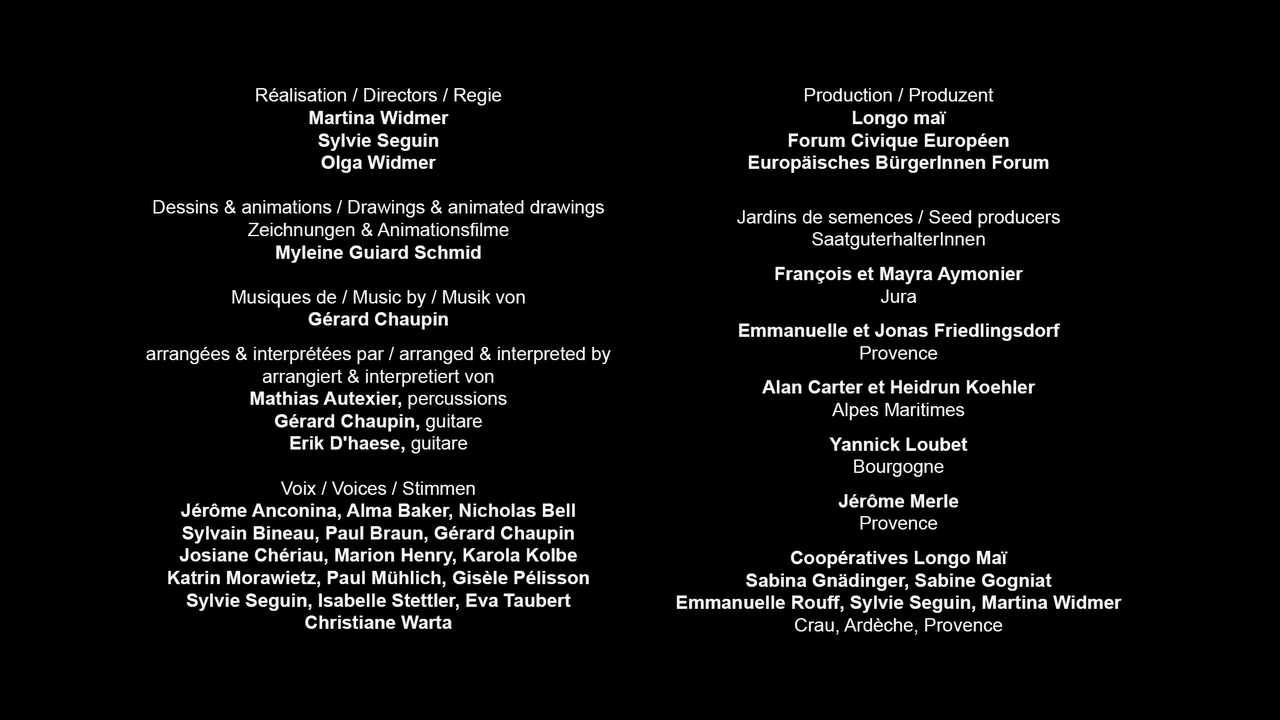 Réalisation / Directors / Regie
Martina Widmer
Sylvie Seguin
Olga Widmer
Dessins & animations / Drawings & animated drawings
Zeichnungen & Animationsfilme
Myleine Guiard Schmid
Musiques de / Music by / Musik von
Gérard Chaupin
arrangées & interprétées par / arranged & interpreted by
arrangiert & interpretiert von
Mathias Autexier, percussions
Gérard Chaupin, guitare
Erik D'haese, guitare
Voix / Voices / Stimmen
Jérôme Anconina, Alma Baker, Nicholas Bell
Sylvain Bineau, Paul Braun, Gérard Chaupin
Josiane Chériau, Marion Henry, Karola Kolbe
Katrin Morawietz, Paul Mühlich, Gisèle Pélisson
Sylvie Seguin, Isabelle Stettler, Eva Taubert
Christiane Warta
Production / Produzent
Longo maï
Forum Civique Européen
Europäisches BürgerInnen Forum
Jardins de semences / Seed producers
SaatguterhalterInnen
François et Mayra Aymonier
Jura
Emmanuelle et Jonas Friedlingsdorf
Provence
Alan Carter et Heidrun Koehler
Alpes Maritimes
Yannick Loubet
Bourgogne
Jérôme Merle
Provence
Coopératives Longo Maï
Sabina Gnädinger, Sabine Gogniat
Emmanuelle Rouff, Sylvie Seguin, Martina Widmer
Crau, Ardèche, Provence